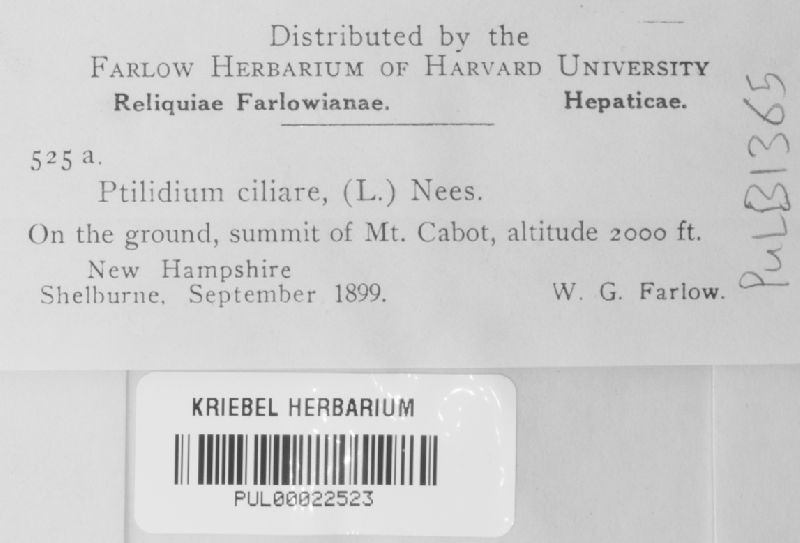 Distributed by the
FARLOW HERBARIUM OF HARVARD UNIVERSITY
Reliquiae Farlowianae. Hepaticae.
525 a.
Ptilidium ciliare, (L.) Nees.
On the ground, summit of Mt. Cabot, altitude 2000 ft.
New Hampshire
Shelburne, September 1899. W. G. Farlow.
PULB1365
KRIEBEL HERBARIUM
PUL00022523